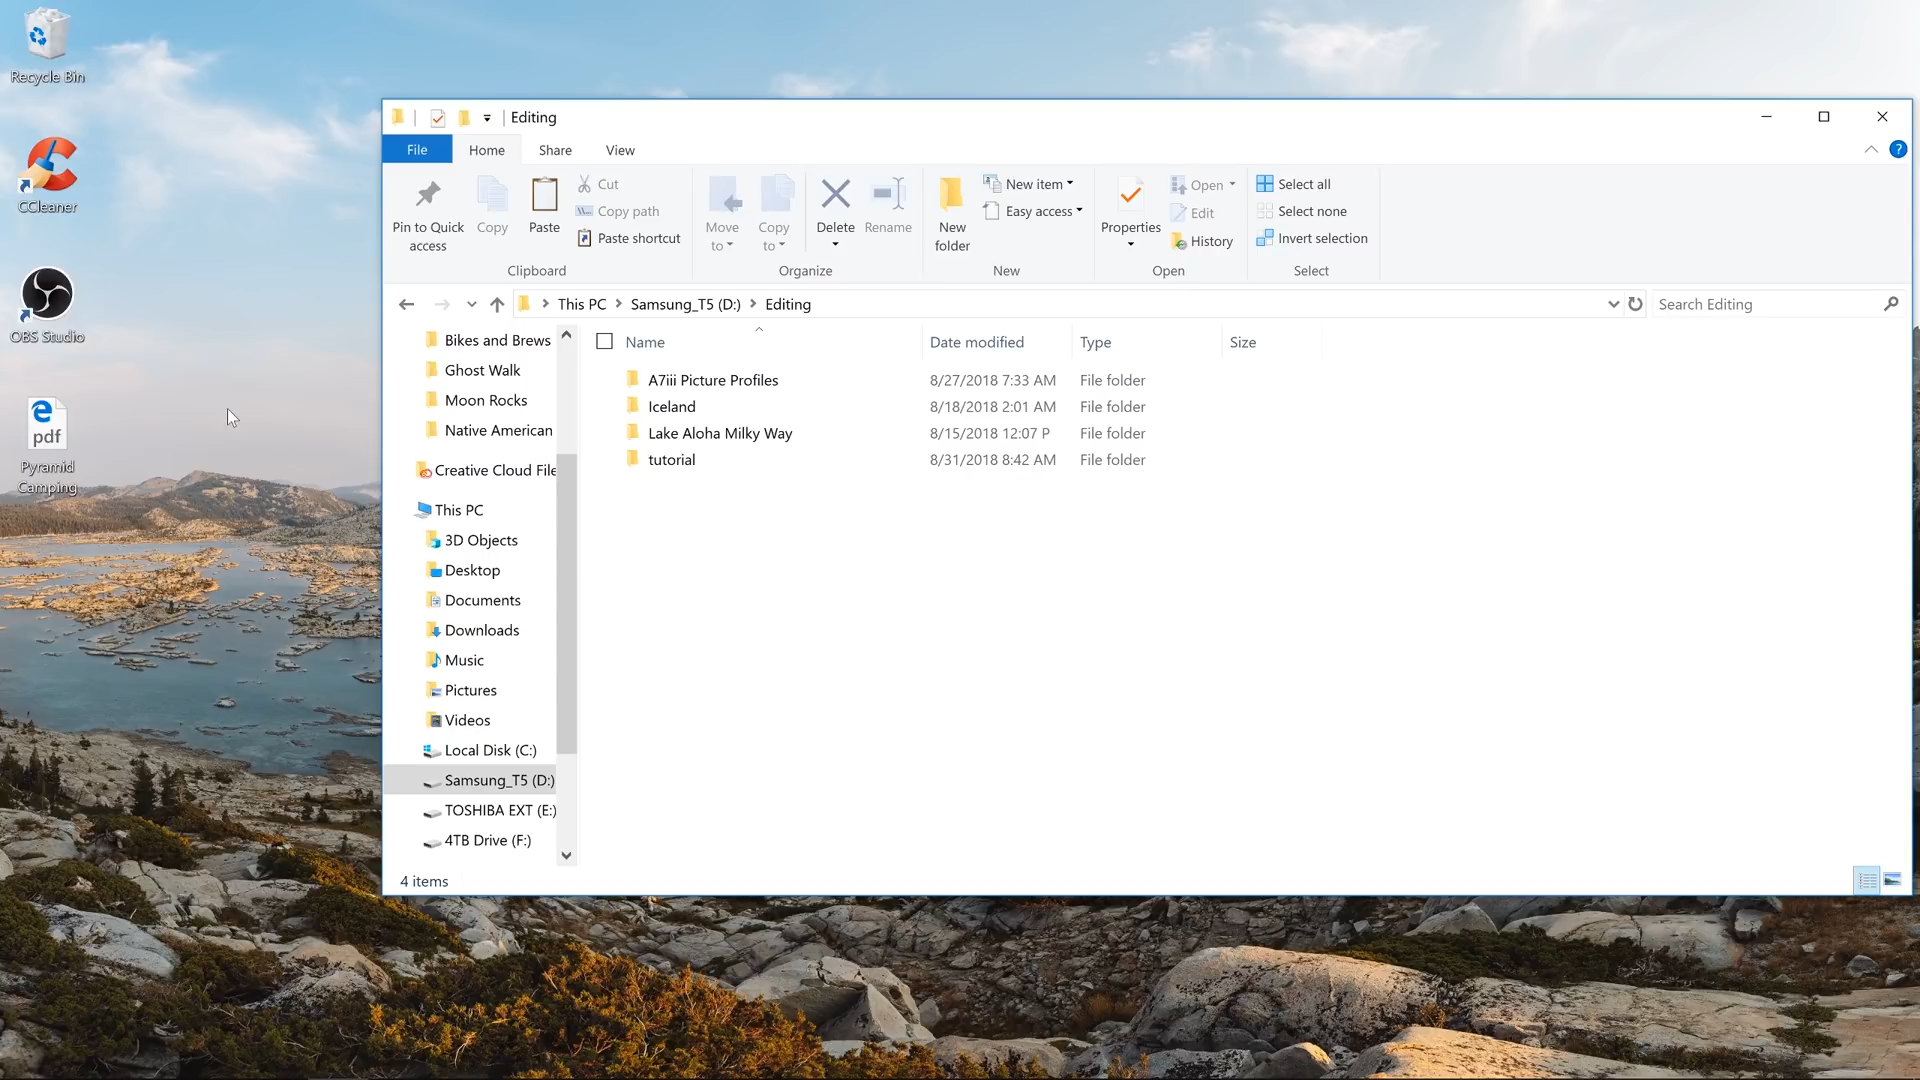 Recycle Bin
CCleaner
OBS Studio
pdf
Pyramid
Camping
Editing
File
Home
Share
View
?
Pin to Quick
access
Copy
Paste
Cut
Copy path
Paste shortcut
Clipboard
Move
to
Copy
to
Delete
Rename
Organize
New
folder
New item
Easy access
New
Properties
Open
Edit
History
Open
Select all
Select none
Invert selection
Select
This PC
Samsung_T5 (D:)
Editing
Search Editing
Bikes and Brews
Ghost Walk
Moon Rocks
Native American
Creative Cloud File
This PC
3D Objects
Desktop
Documents
Downloads
Music
Pictures
Videos
Local Disk (C:)
Samsung_T5 (D:)
TOSHIBA EXT (E:)
4TB Drive (F:)
Name Date modified Type Size
A7iii Picture Profiles 8/27/2018 7:33 AM File folder
Iceland 8/18/2018 2:01 AM File folder
Lake Aloha Milky Way 8/15/2018 12:07 P File folder
tutorial 8/31/2018 8:42 AM File folder
4 items